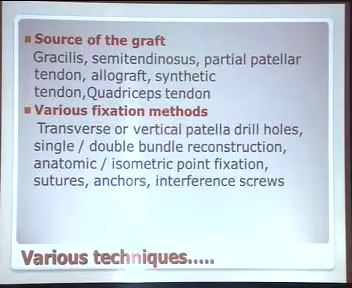 Source of the graft
Gracilis, semitendinosus, partial patellar
tendon, allograft, synthetic
tendon,Quadriceps tendon
Various fixation methods
Transverse or vertical patella drill holes,
single / double bundle reconstruction,
anatomic / isometric point fixation,
sutures, anchors, interference screws
Various techniques.....